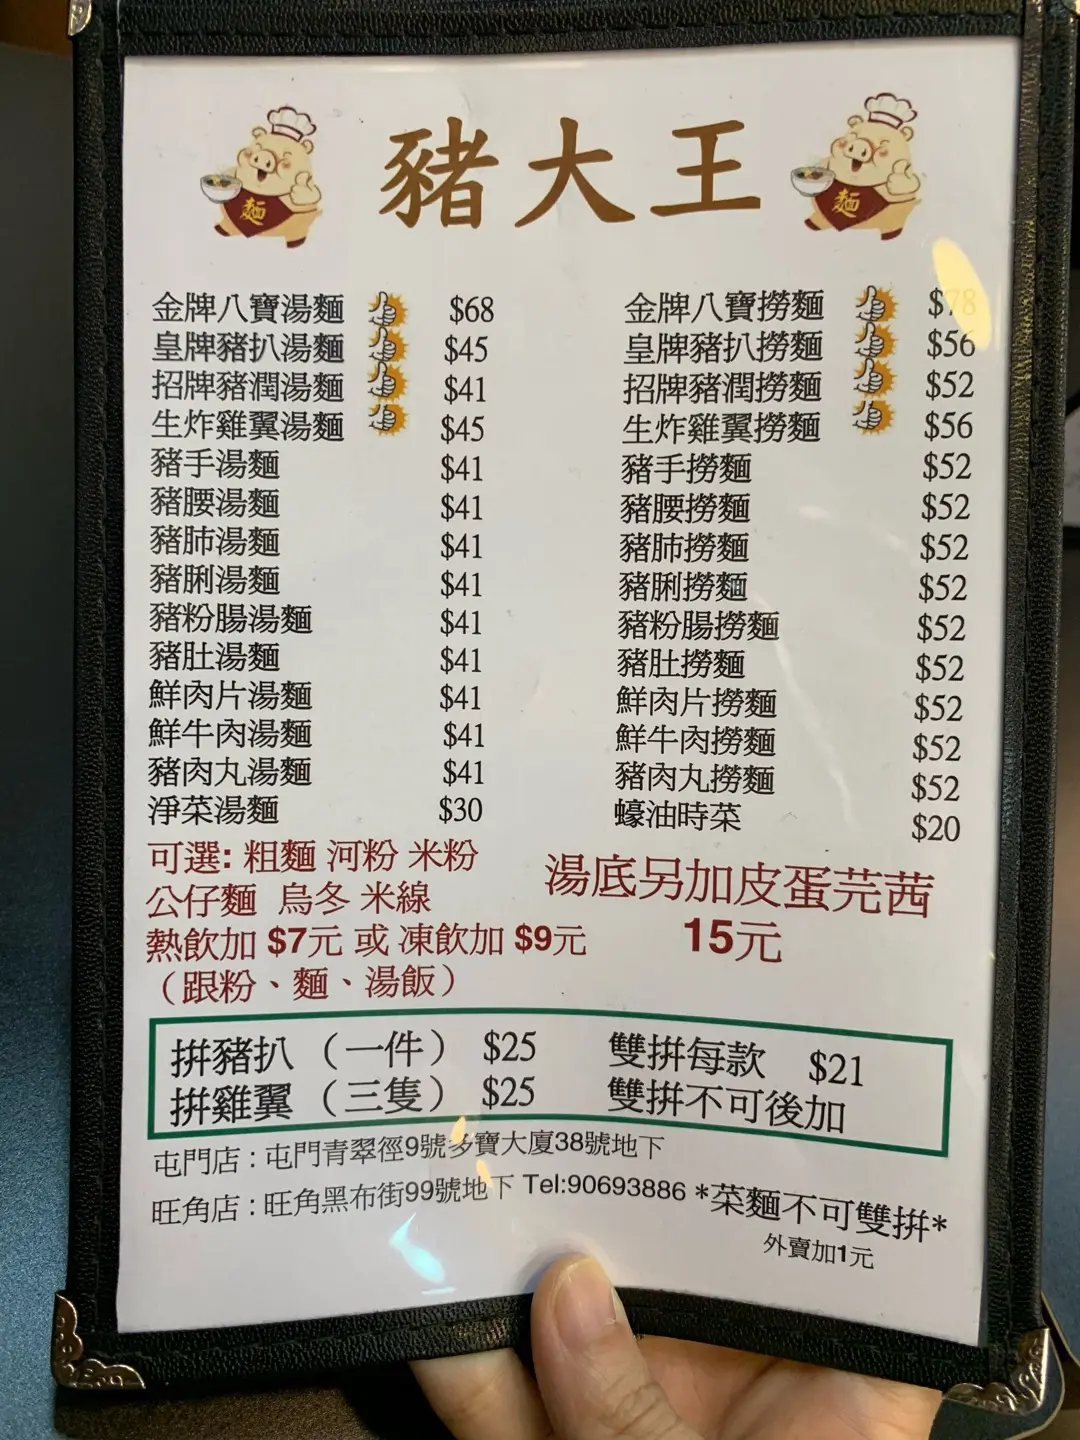 豬大王
麵
麵
金牌八寶湯麵 $68
皇牌豬扒湯麵 $45
招牌豬潤湯麵 $41
生炸雞翼湯麵 $45
豬手湯麵 $41
豬腰湯麵 $41
豬肺湯麵 $41
豬脷湯麵 $41
豬粉腸湯麵 $41
豬肚湯麵 $41
鮮肉片湯麵 $41
鮮牛肉湯麵 $41
豬肉丸湯麵 $41
淨菜湯麵 $30
金牌八寶撈麵 $78
皇牌豬扒撈麵 $56
招牌豬潤撈麵 $52
生炸雞翼撈麵 $56
豬手撈麵 $52
豬腰撈麵 $52
豬肺撈麵 $52
豬脷撈麵 $52
豬粉腸撈麵 $52
豬肚撈麵 $52
鮮肉片撈麵 $52
鮮牛肉撈麵 $52
豬肉丸撈麵 $52
蠔油時菜 $20
可選: 粗麵 河粉 米粉
公仔麵 烏冬 米線
熱飲加 $7元 或 凍飲加 $9元
（跟粉、麵、湯飯）
湯底另加皮蛋芫茜
15元
拼豬扒（一件） $25
拼雞翼（三隻） $25
雙拼每款 $21
雙拼不可後加
屯門店 : 屯門青翠徑9號多寶大廈38號地下
旺角店 : 旺角黑布街99號地下 Tel:90693886 *菜麵不可雙拼*
外賣加1元